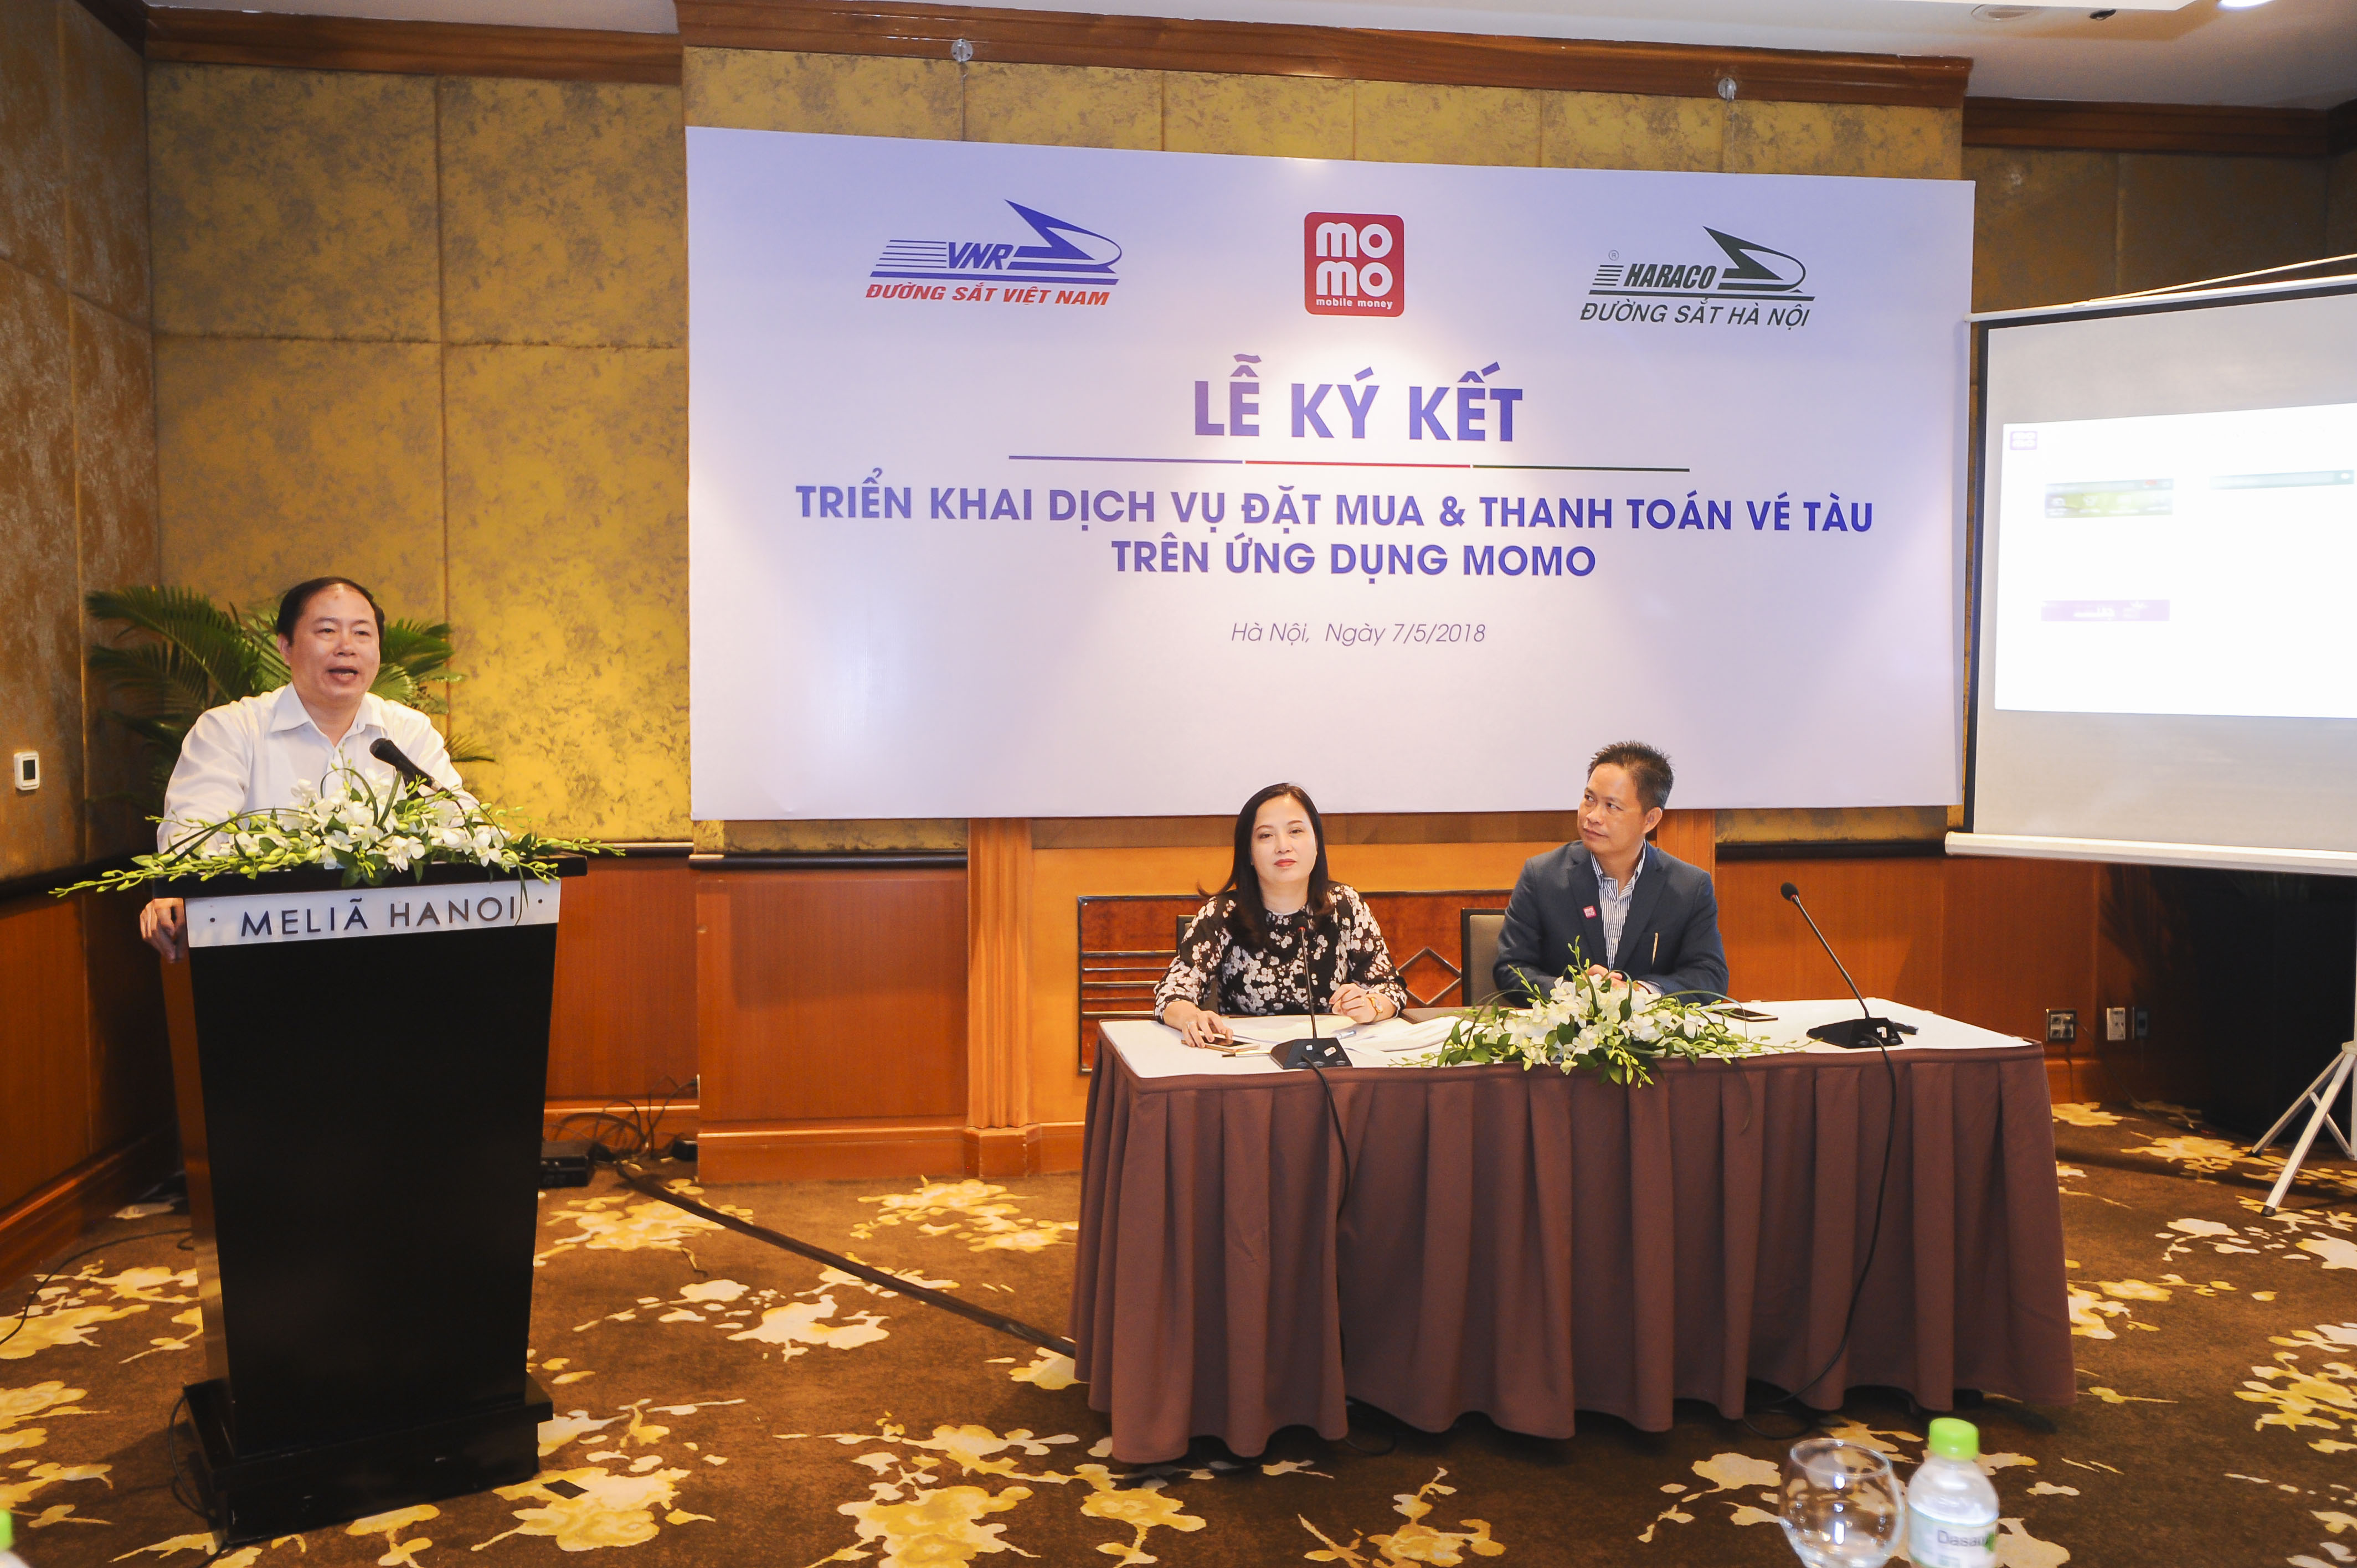 VNR
ĐƯỜNG SẮT VIỆT NAM
mo
mo
mobile money
®
HARACO
ĐƯỜNG SẮT HÀ NỘI
LỄ KÝ KẾT
TRIỂN KHAI DỊCH VỤ ĐẶT MUA & THANH TOÁN VÉ TÀU
TRÊN ỨNG DỤNG MOMO
Hà Nội, Ngày 7/5/2018
· MELIÃ HANOI ·